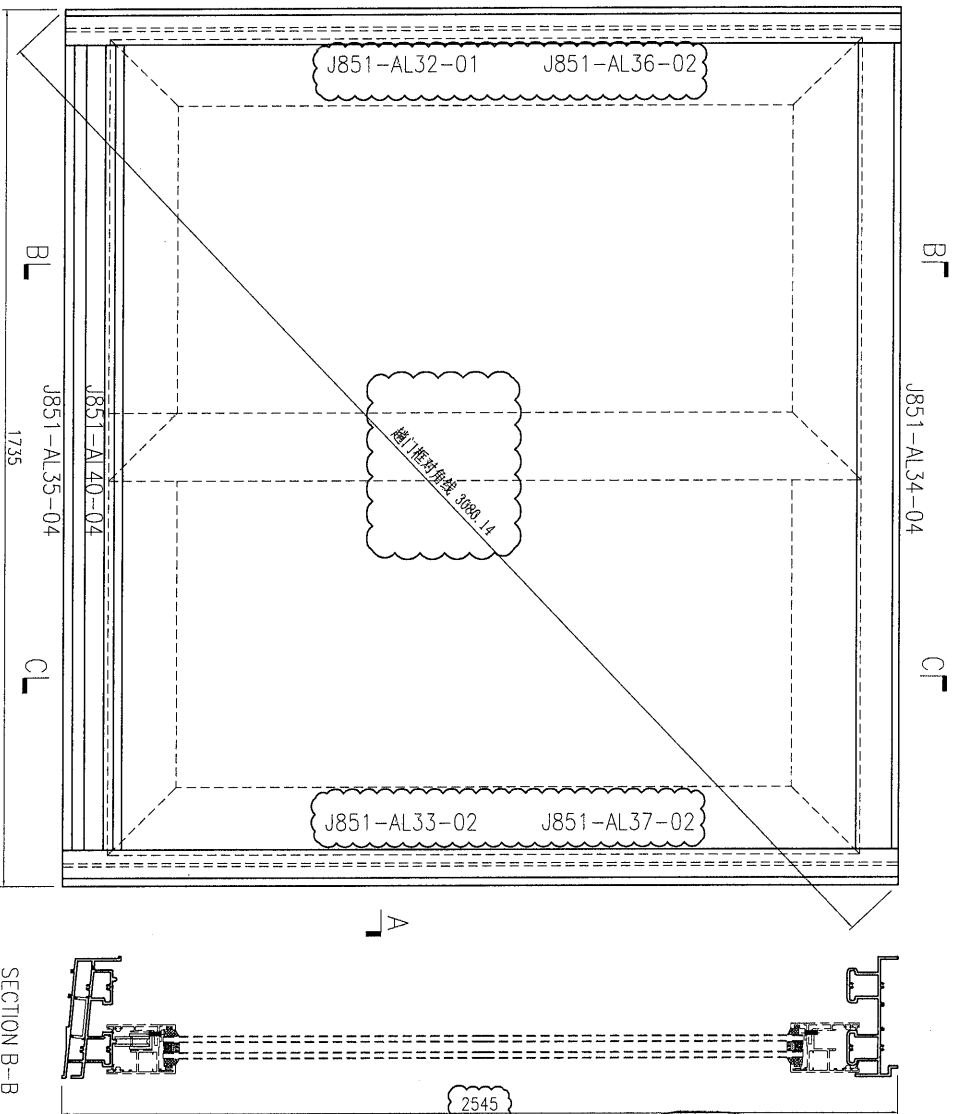 J851-AL32-01 J851-AL36-02
B
B
J851-AL34-04
J851-AL35-04
J851-AL40-04
1735
趟门框对角线 3080.14
C
C
J851-AL33-02 J851-AL37-02
A
SECTION B-B
2545